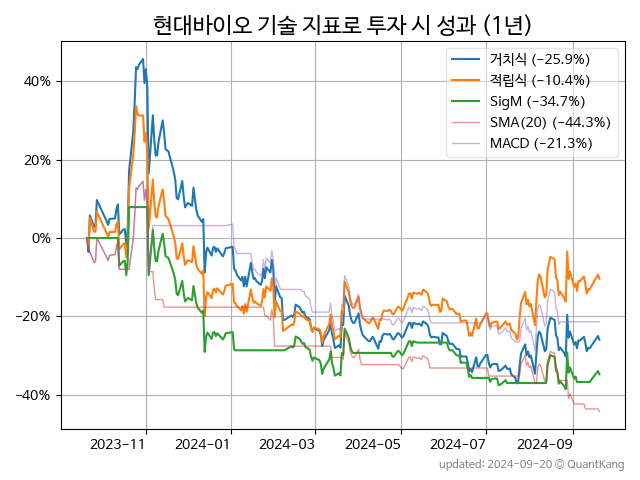 현대바이오 기술 지표로 투자 시 성과 (1년)
거치식 (−25.9%)
적립식 (−10.4%)
SigM (−34.7%)
SMA(20) (−44.3%)
MACD (−21.3%)
40%
20%
0%
−20%
−40%
2023−11 2024−01 2024−03 2024−05 2024−07 2024−09
updated: 2024-09-20 © QuantKang